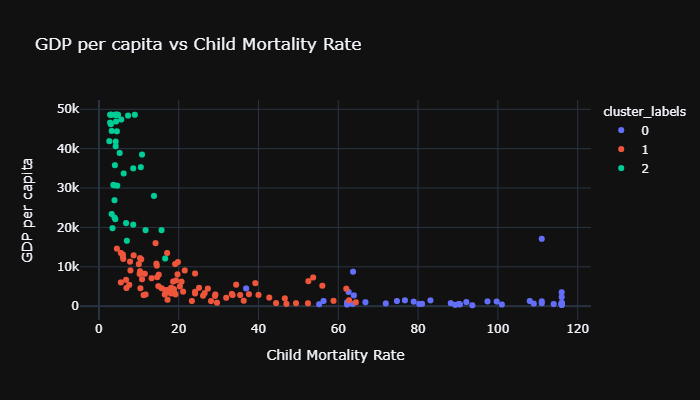 GDP per capita vs Child Mortality Rate
cluster_labels
0
1
2
50k
40k
30k
20k
10k
0
GDP per capita
0
20
40
60
80
100
120
Child Mortality Rate